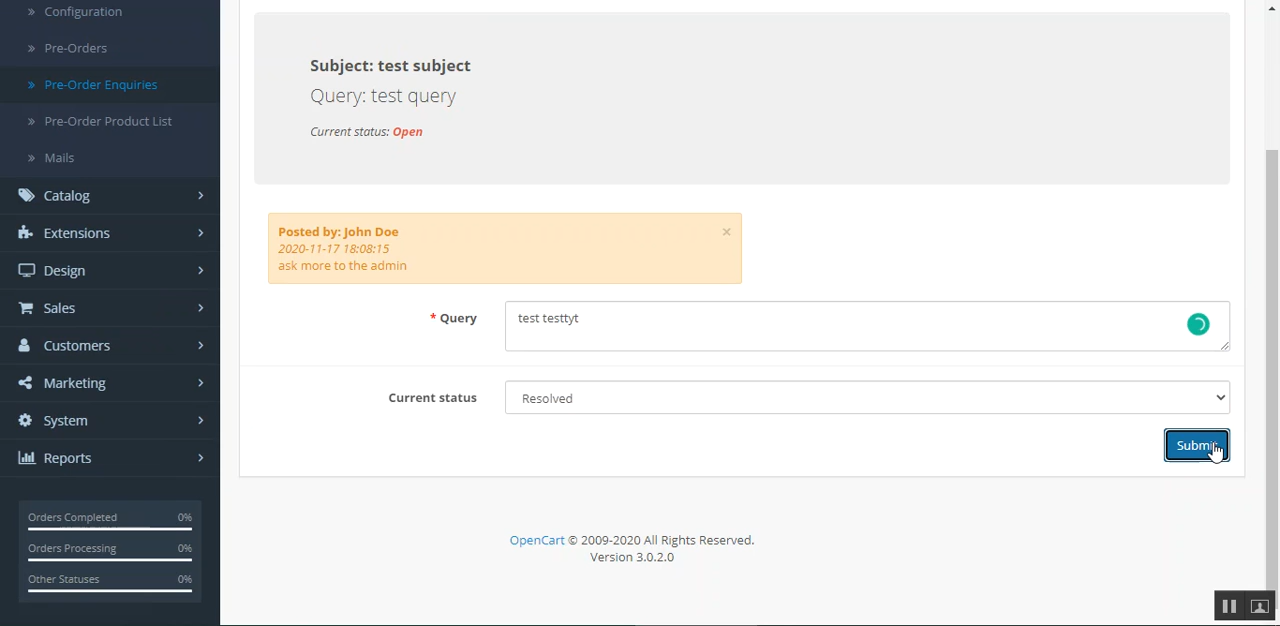 » Configuration
» Pre-Orders
» Pre-Order Enquiries
» Pre-Order Product List
» Mails
Catalog
Extensions
Design
Sales
Customers
Marketing
System
Reports
Orders Completed 0%
Orders Processing 0%
Other Statuses 0%
Subject: test subject
Query: test query
Current status: Open
Posted by: John Doe ×
2020-11-17 18:08:15
ask more to the admin
* Query test testtyt
Current status Resolved
Submit
OpenCart © 2009-2020 All Rights Reserved.
Version 3.0.2.0